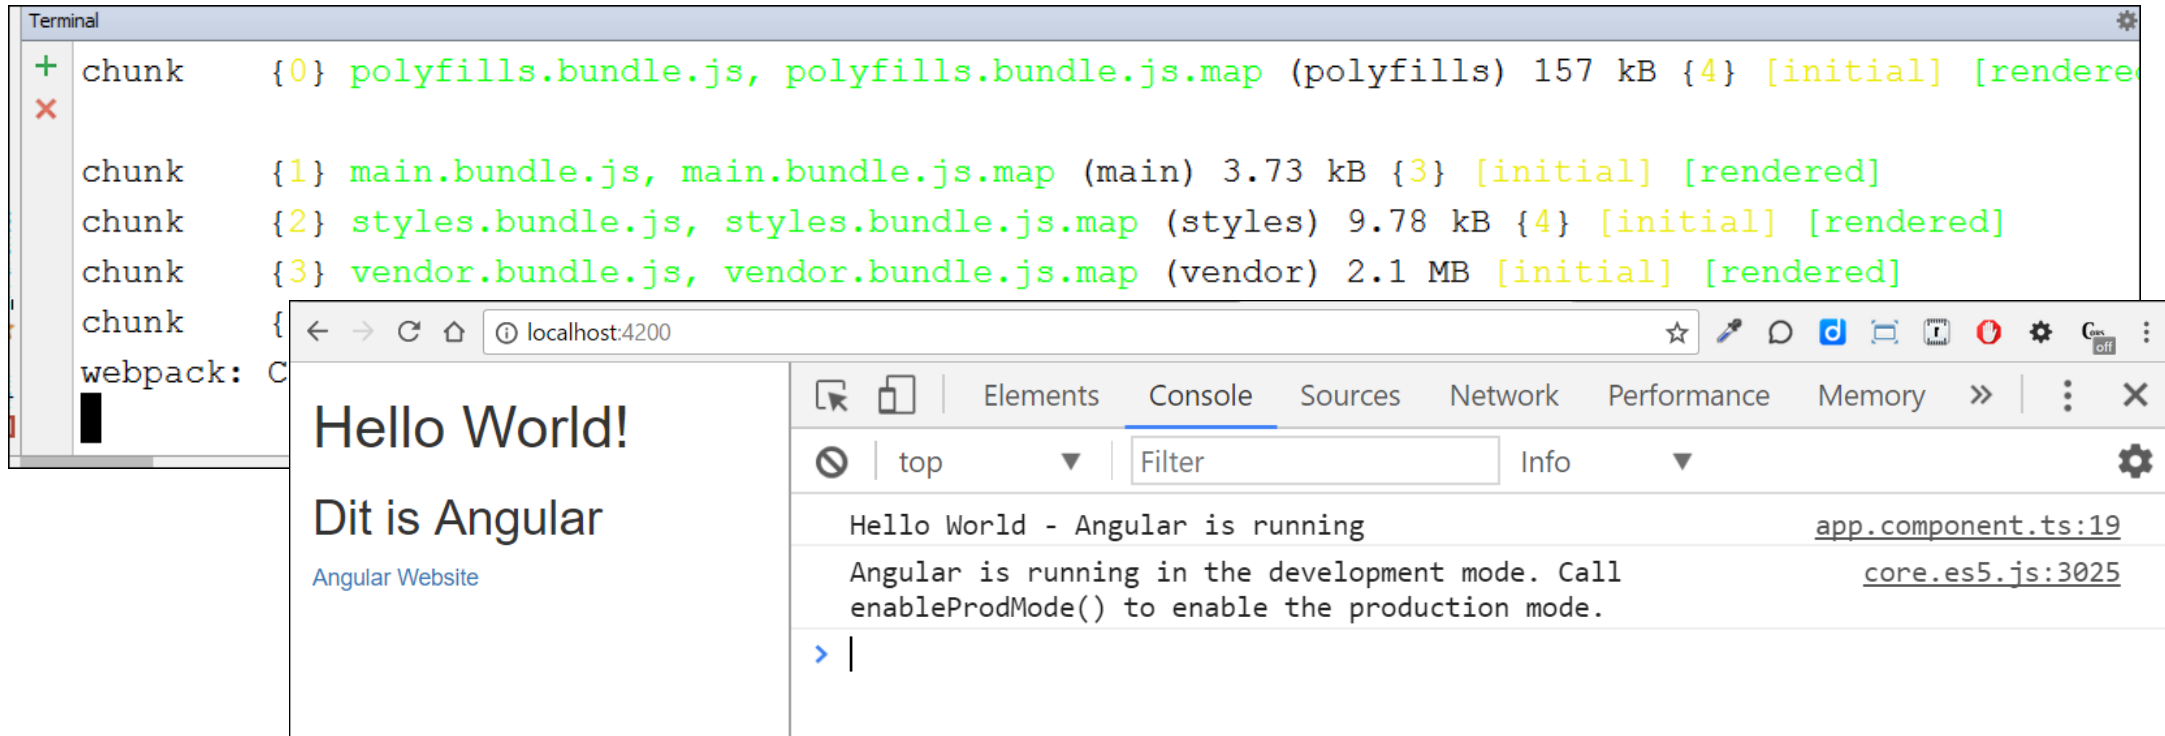 Terminal
chunk {0} polyfills.bundle.js, polyfills.bundle.js.map (polyfills) 157 kB {4} [initial] [rendere
chunk {1} main.bundle.js, main.bundle.js.map (main) 3.73 kB {3} [initial] [rendered]
chunk {2} styles.bundle.js, styles.bundle.js.map (styles) 9.78 kB {4} [initial] [rendered]
chunk {3} vendor.bundle.js, vendor.bundle.js.map (vendor) 2.1 MB [initial] [rendered]
chunk {
webpack: C
localhost:4200
CORS
off
Hello World!
Dit is Angular
Angular Website
Elements Console Sources Network Performance Memory
top Filter Info
Hello World - Angular is running app.component.ts:19
Angular is running in the development mode. Call core.es5.js:3025
enableProdMode() to enable the production mode.